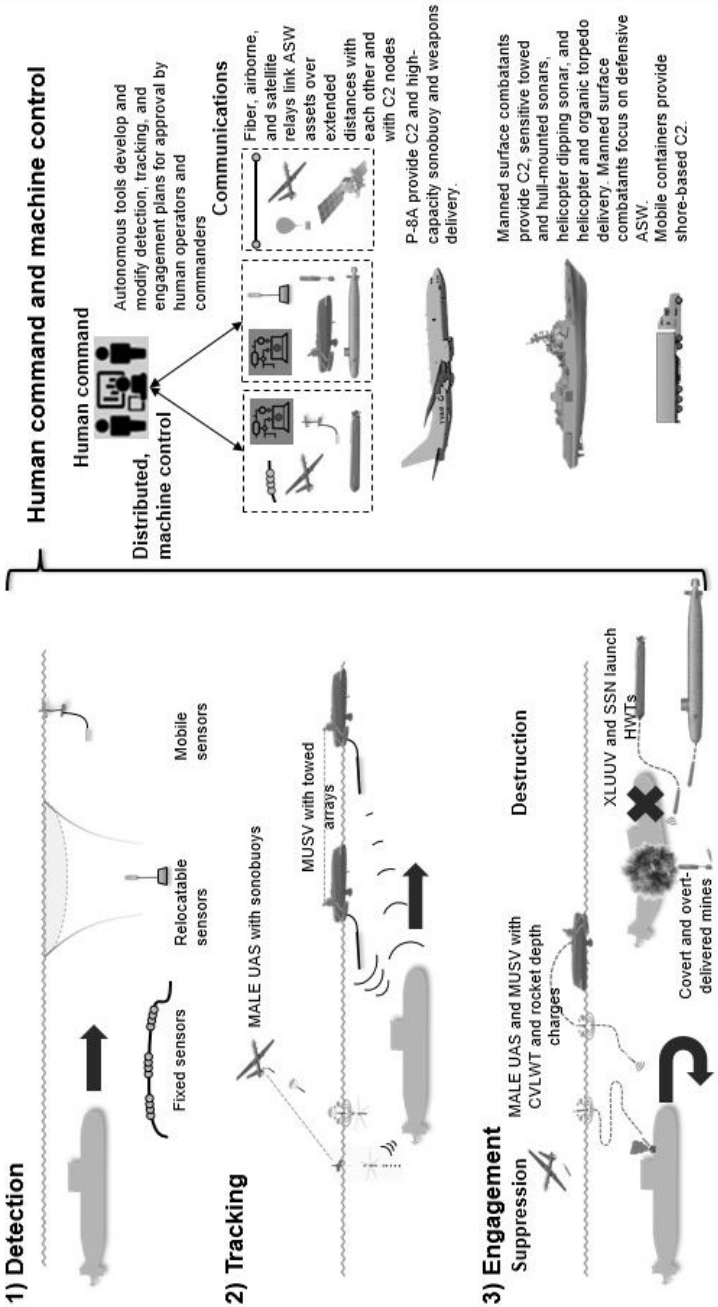 1) Detection
Fixed sensors
Relocatable
sensors
Mobile
sensors
2) Tracking
MALE UAS with sonobuoys
MUSV with towed
arrays
3) Engagement
Suppression
MALE UAS and MUSV with
CVLWT and rocket depth
charges
Destruction
XLUUV and SSN launch
HWTs
Covert and overt-
delivered mines
Human command and machine control
Human command
Distributed,
machine control
Autonomous tools develop and
modify detection, tracking, and
engagement plans for approval by
human operators and
commanders
Communications
Fiber, airborne,
and satellite
relays link ASW
assets over
extended
distances with
each other and
with C2 nodes
P-8A provide C2 and high-
capacity sonobuoy and weapons
delivery.
Manned surface combatants
provide C2, sensitive towed
and hull-mounted sonars,
helicopter dipping sonar, and
helicopter and organic torpedo
delivery. Manned surface
combatants focus on defensive
ASW.
Mobile containers provide
shore-based C2.